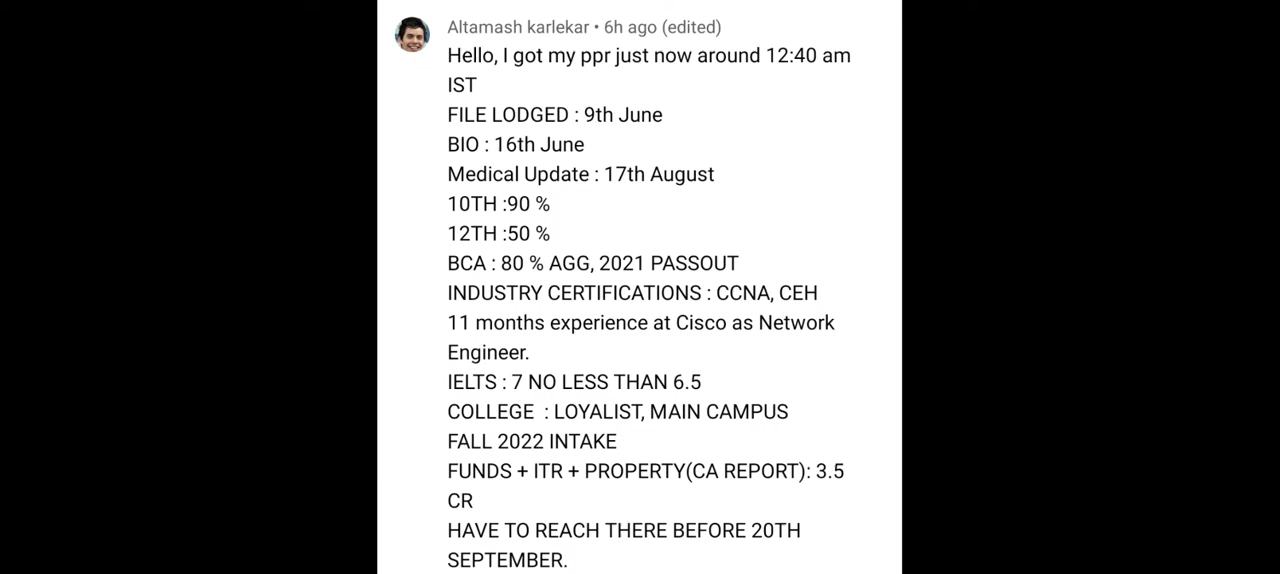 Altamash karlekar • 6h ago (edited)
Hello, I got my ppr just now around 12:40 am
IST
FILE LODGED : 9th June
BIO : 16th June
Medical Update : 17th August
10TH :90 %
12TH :50 %
BCA : 80 % AGG, 2021 PASSOUT
INDUSTRY CERTIFICATIONS : CCNA, CEH
11 months experience at Cisco as Network
Engineer.
IELTS : 7 NO LESS THAN 6.5
COLLEGE  : LOYALIST, MAIN CAMPUS
FALL 2022 INTAKE
FUNDS + ITR + PROPERTY(CA REPORT): 3.5
CR
HAVE TO REACH THERE BEFORE 20TH
SEPTEMBER.